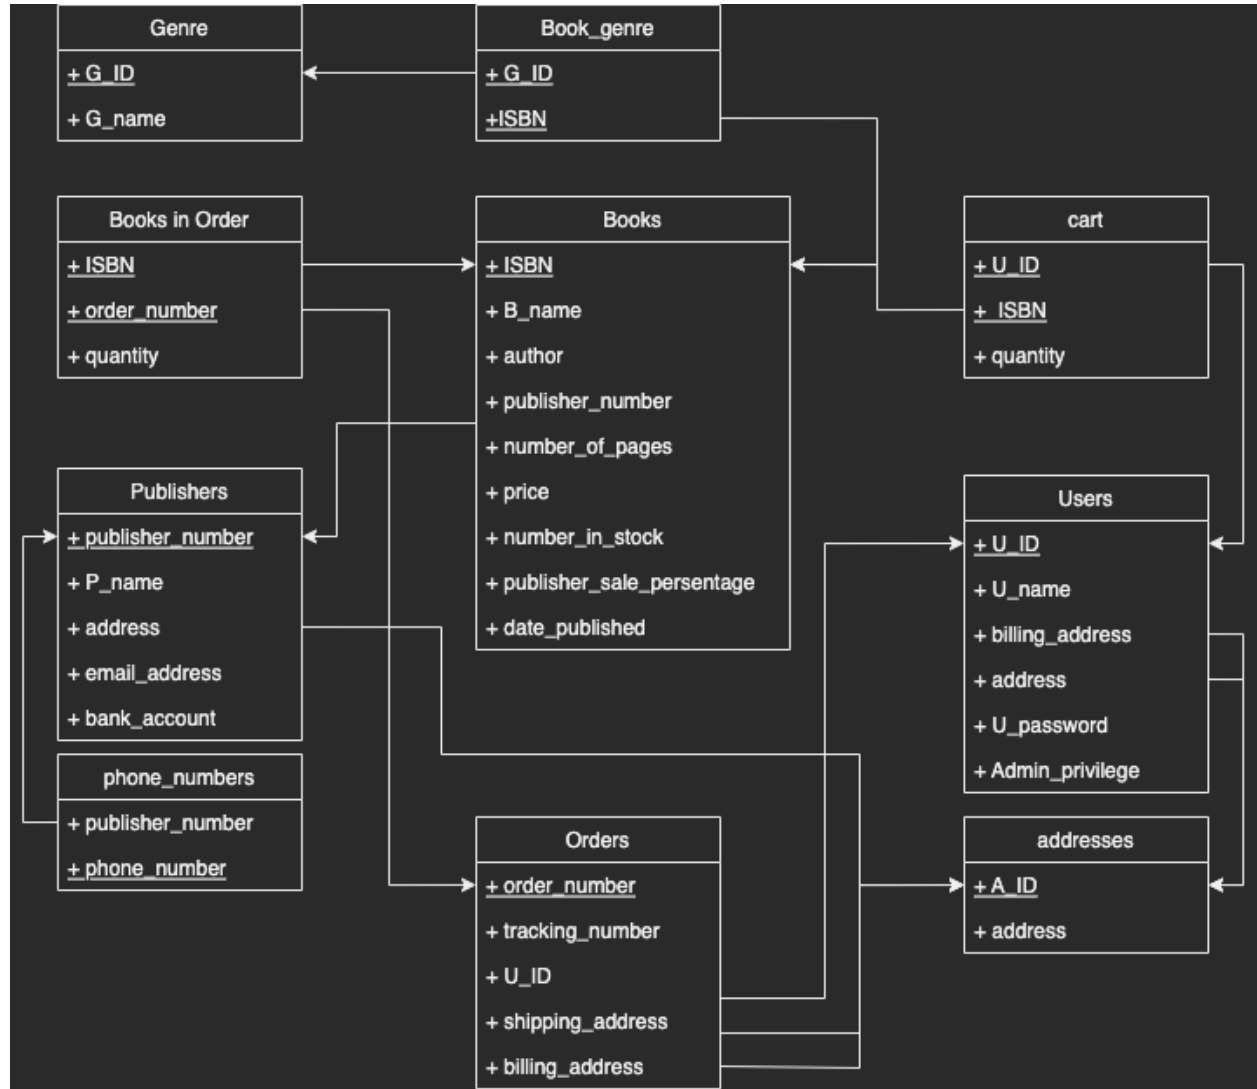 Genre
+ G_ID
+ G_name
Book_genre
+ G_ID
+ISBN
Books in Order
+ ISBN
+ order_number
+ quantity
Books
+ ISBN
+ B_name
+ author
+ publisher_number
+ number_of_pages
+ price
+ number_in_stock
+ publisher_sale_persentage
+ date_published
cart
+ U_ID
+ ISBN
+ quantity
Publishers
+ publisher_number
+ P_name
+ address
+ email_address
+ bank_account
Users
+ U_ID
+ U_name
+ billing_address
+ address
+ U_password
+ Admin_privilege
phone_numbers
+ publisher_number
+ phone_number
Orders
+ order_number
+ tracking_number
+ U_ID
+ shipping_address
+ billing_address
addresses
+ A_ID
+ address